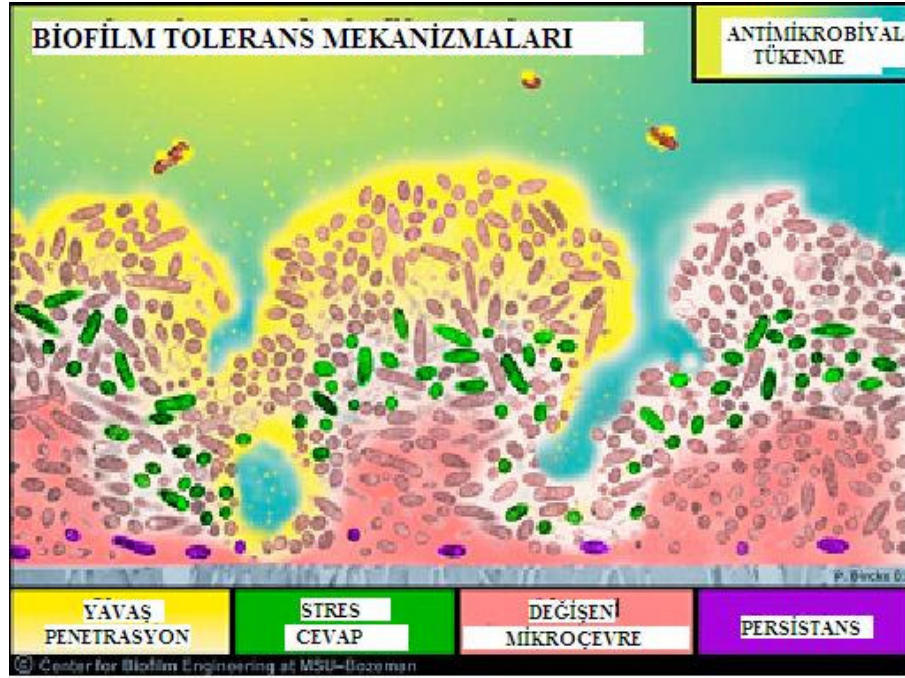 BİOFİLM TOLERANS MEKANİZMALARI
ANTİMİKROBİYAL
TÜKENME
YAVAŞ
PENETRASYON
STRES
CEVAP
DEĞİŞEN
MİKROÇEVRE
PERSİSTANS
© Center for Biofilm Engineering at MSU-Bozeman